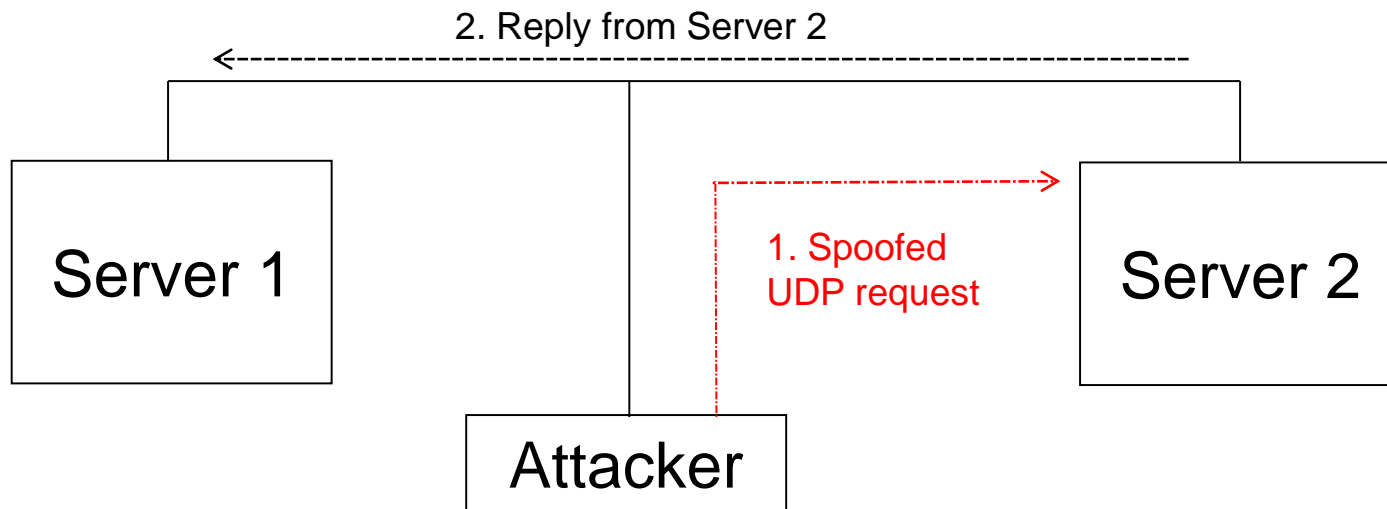 2. Reply from Server 2
Server 1
1. Spoofed
UDP request
Server 2
Attacker